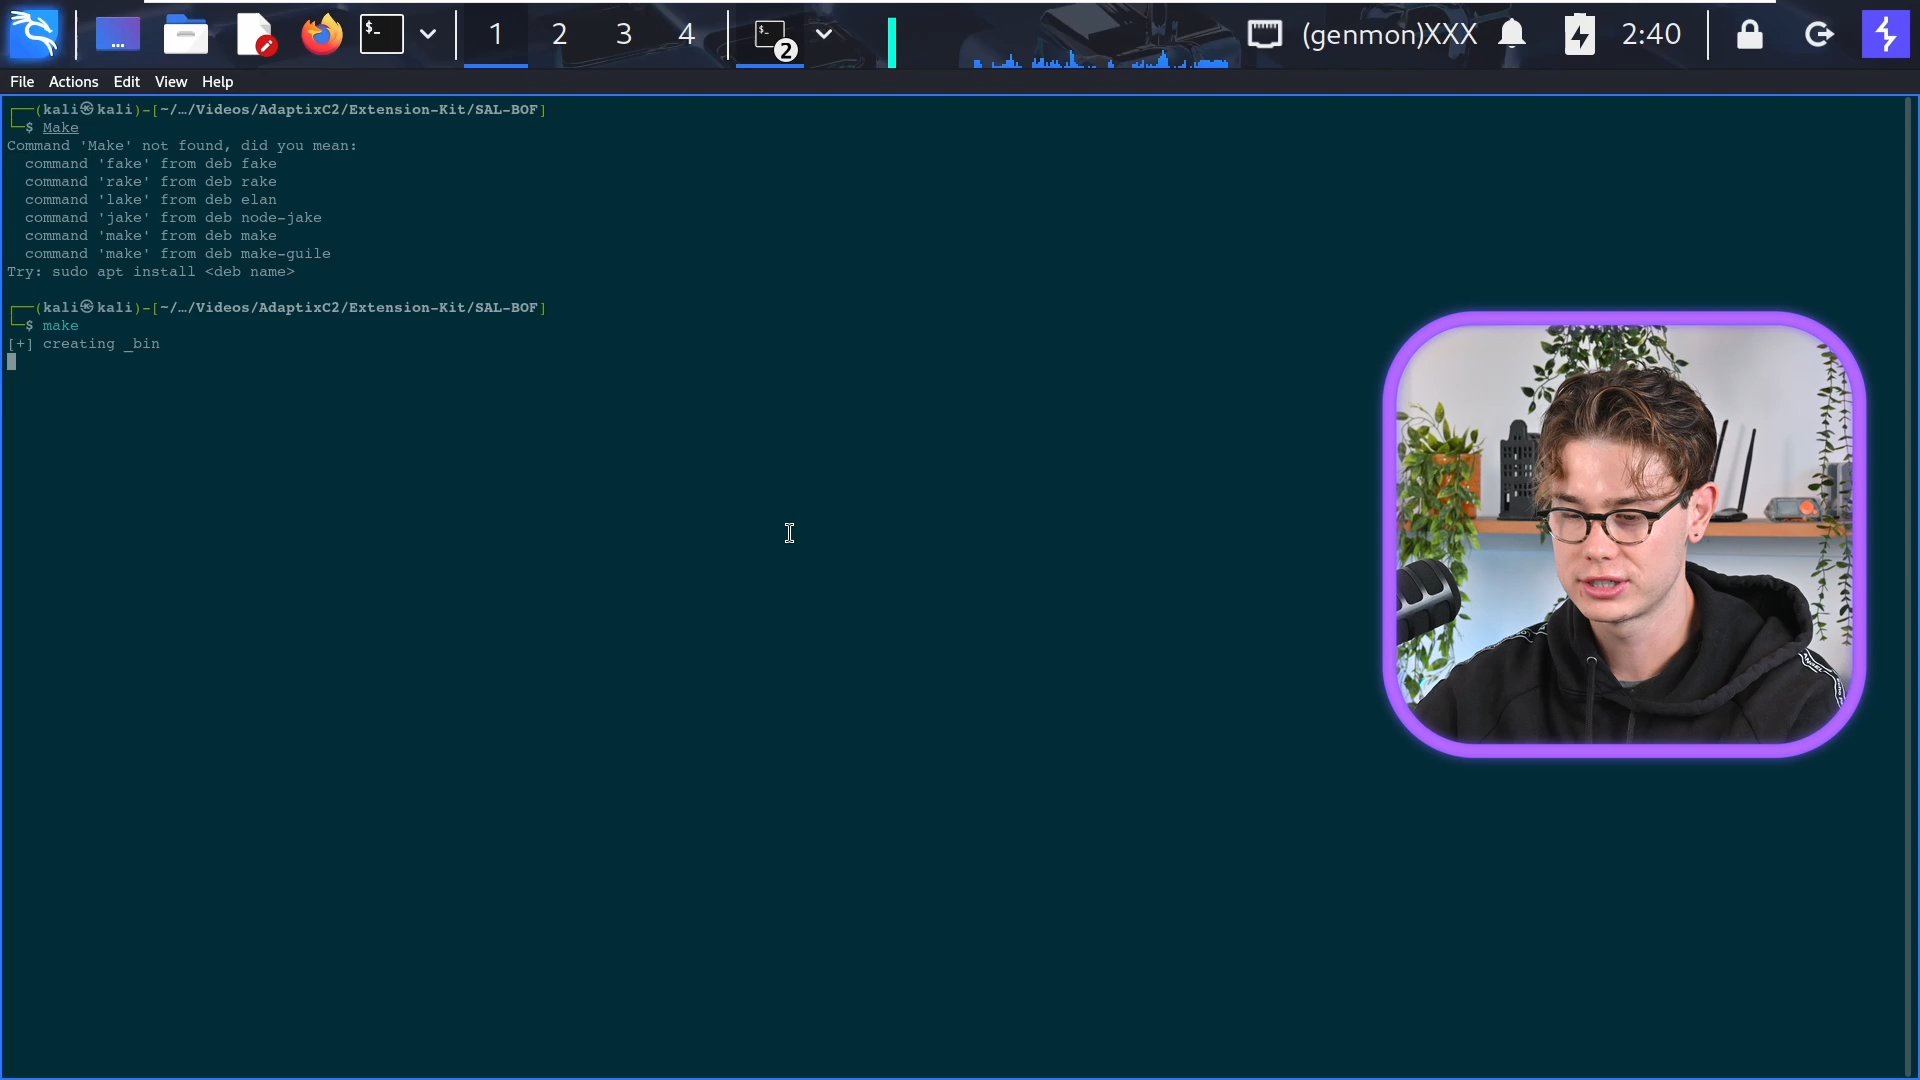 $_
1
2
3
4
$_
2
(genmon)XXX
2:40
File Actions Edit View Help
┌──(kali㉿kali)-[~/…/Videos/AdaptixC2/Extension-Kit/SAL-BOF]
└─$ Make
Command 'Make' not found, did you mean:
command 'fake' from deb fake
command 'rake' from deb rake
command 'lake' from deb elan
command 'jake' from deb node-jake
command 'make' from deb make
command 'make' from deb make-guile
Try: sudo apt install <deb name>
┌──(kali㉿kali)-[~/…/Videos/AdaptixC2/Extension-Kit/SAL-BOF]
└─$ make
[+] creating _bin